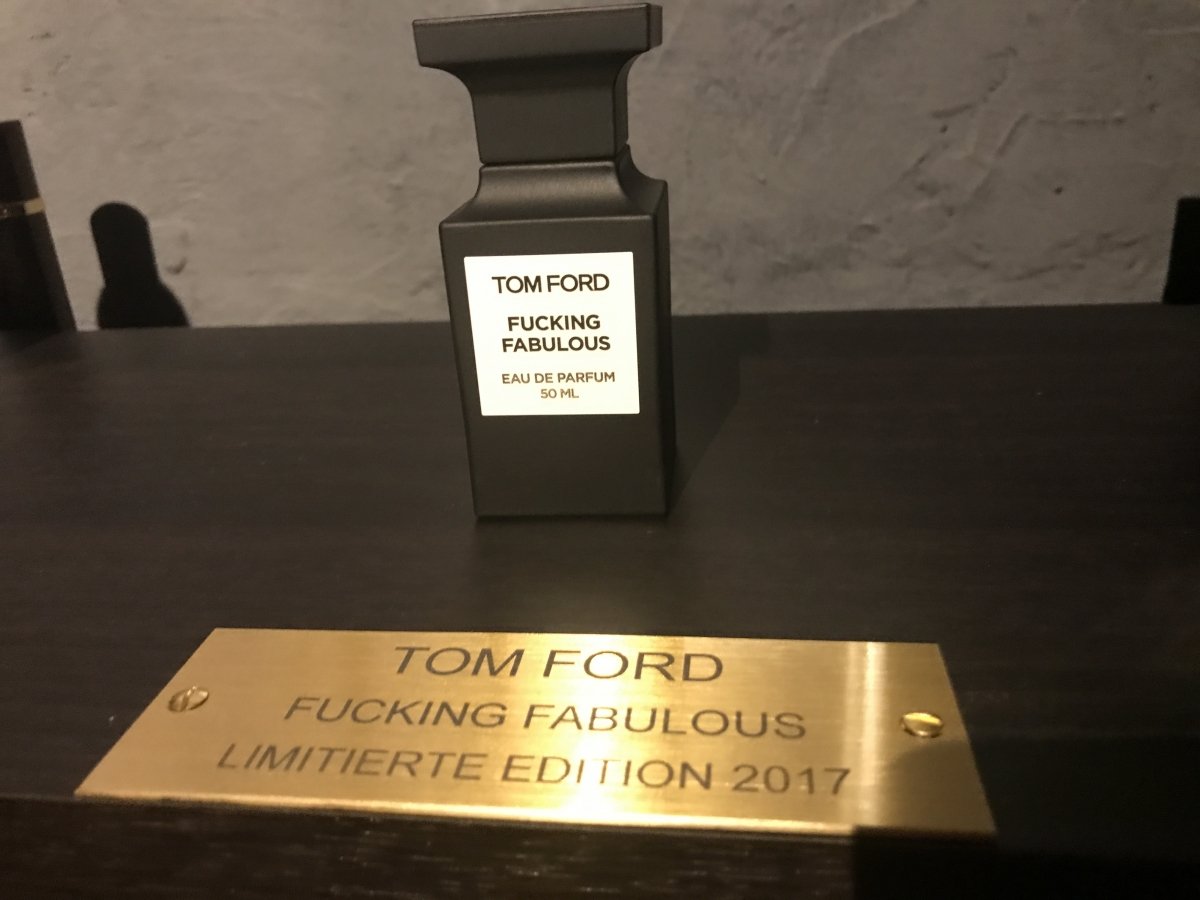 TOM FORD
FUCKING
FABULOUS
EAU DE PARFUM
50 ML
TOM FORD
FUCKING FABULOUS
LIMITIERTE EDITION 2017